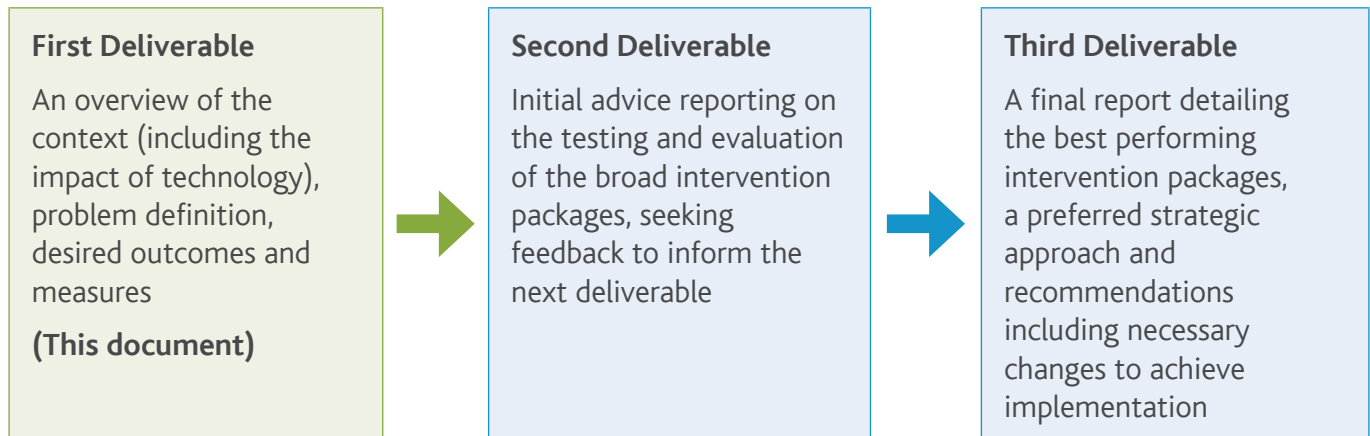 First Deliverable
An overview of the
context (including the
impact of technology),
problem definition,
desired outcomes and
measures
(This document)
Second Deliverable
Initial advice reporting on
the testing and evaluation
of the broad intervention
packages, seeking
feedback to inform the
next deliverable
Third Deliverable
A final report detailing
the best performing
intervention packages,
a preferred strategic
approach and
recommendations
including necessary
changes to achieve
implementation